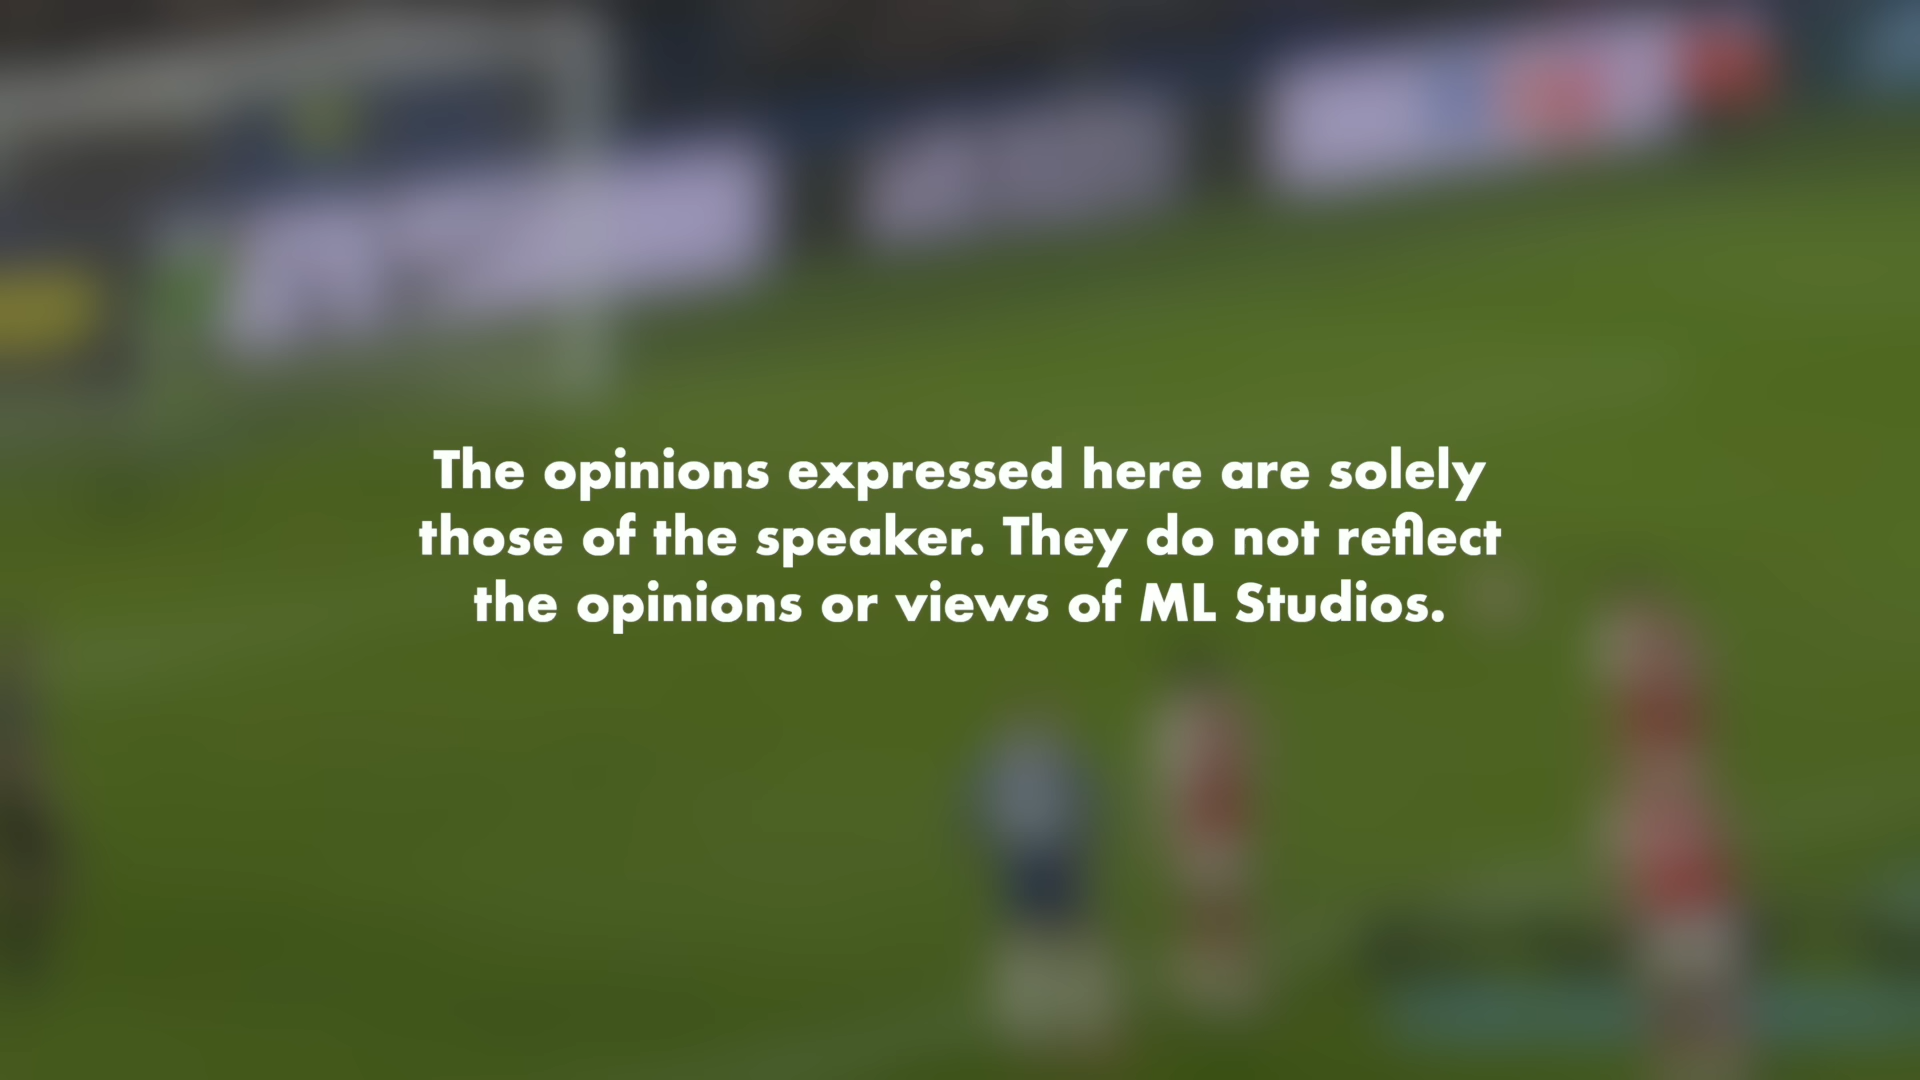 The opinions expressed here are solely
those of the speaker. They do not reflect
the opinions or views of ML Studios.